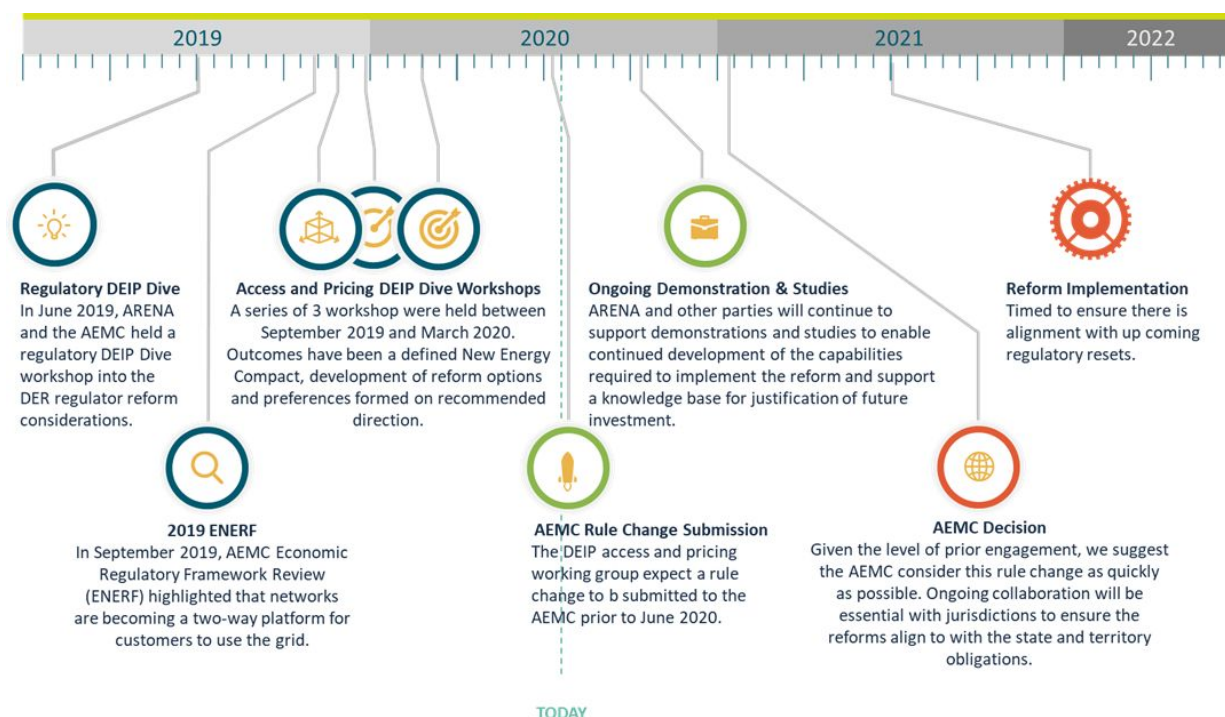 2019
2020
2021
2022
Regulatory DEIP Dive
In June 2019, ARENA
and the AEMC held a
regulatory DEIP Dive
workshop into the
DER regulator reform
considerations.
Access and Pricing DEIP Dive Workshops
A series of 3 workshop were held between
September 2019 and March 2020.
Outcomes have been a defined New Energy
Compact, development of reform options
and preferences formed on recommended
direction.
Ongoing Demonstration & Studies
ARENA and other parties will continue to
support demonstrations and studies to enable
continued development of the capabilities
required to implement the reform and support
a knowledge base for justification of future
investment.
Reform Implementation
Timed to ensure there is
alignment with up coming
regulatory resets.
2019 ENERF
In September 2019, AEMC Economic
Regulatory Framework Review
(ENERF) highlighted that networks
are becoming a two-way platform for
customers to use the grid.
AEMC Rule Change Submission
The DEIP access and pricing
working group expect a rule
change to b submitted to the
AEMC prior to June 2020.
AEMC Decision
Given the level of prior engagement, we suggest
the AEMC consider this rule change as quickly
as possible. Ongoing collaboration will be
essential with jurisdictions to ensure the
reforms align to with the state and territory
obligations.
TODAY